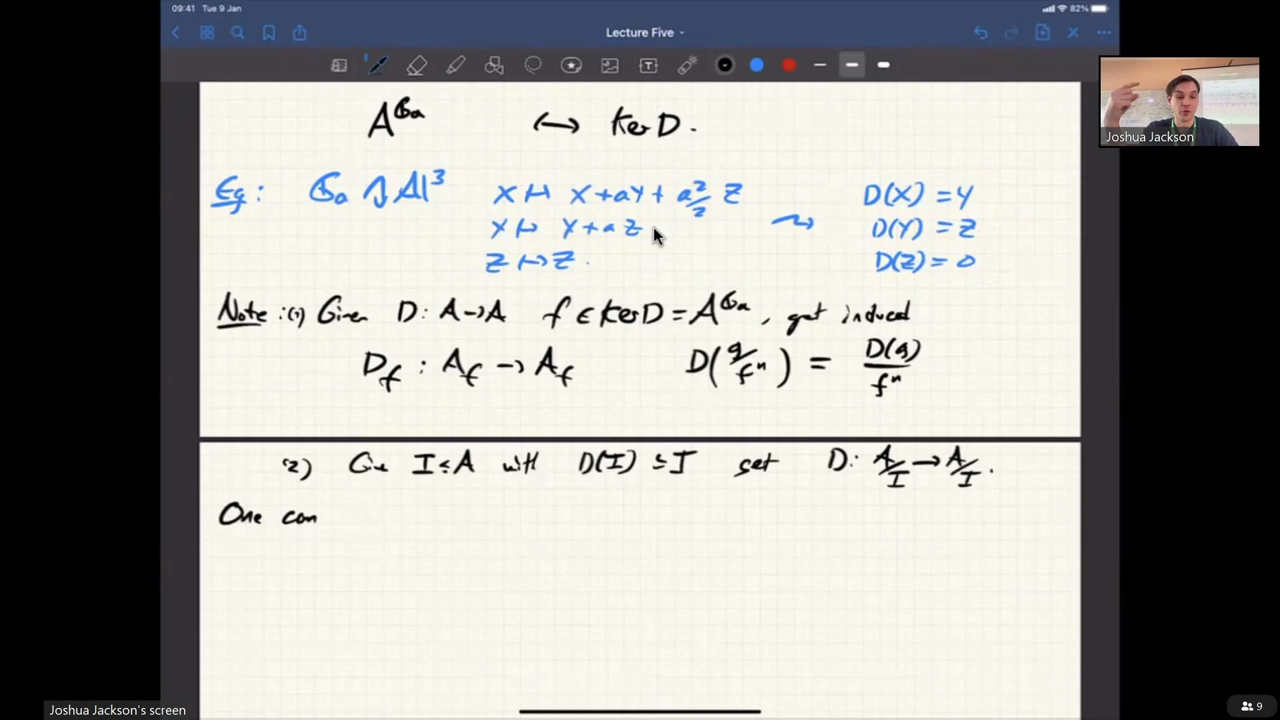 09:41 Tue 9 Jan
82%
Lecture Five
A^{𝔾a} ↔ Ker D.
Eg: 𝔾a ↷ 𝔸^3 X ↦ X + aY + a²/2 Z ⇝ D(X) = Y
Y ↦ Y + aZ D(Y) = Z
Z ↦ Z. D(Z) = 0
Note: (1) Given D: A → A f ∈ Ker D = A^{𝔾a}, get induced
D_f : A_f → A_f D(g/f^n) = D(g)/f^n
2) Given I ≤ A with D(I) ⊆ I get D: A/I → A/I.
One can
Joshua Jackson
Joshua Jackson's screen
9